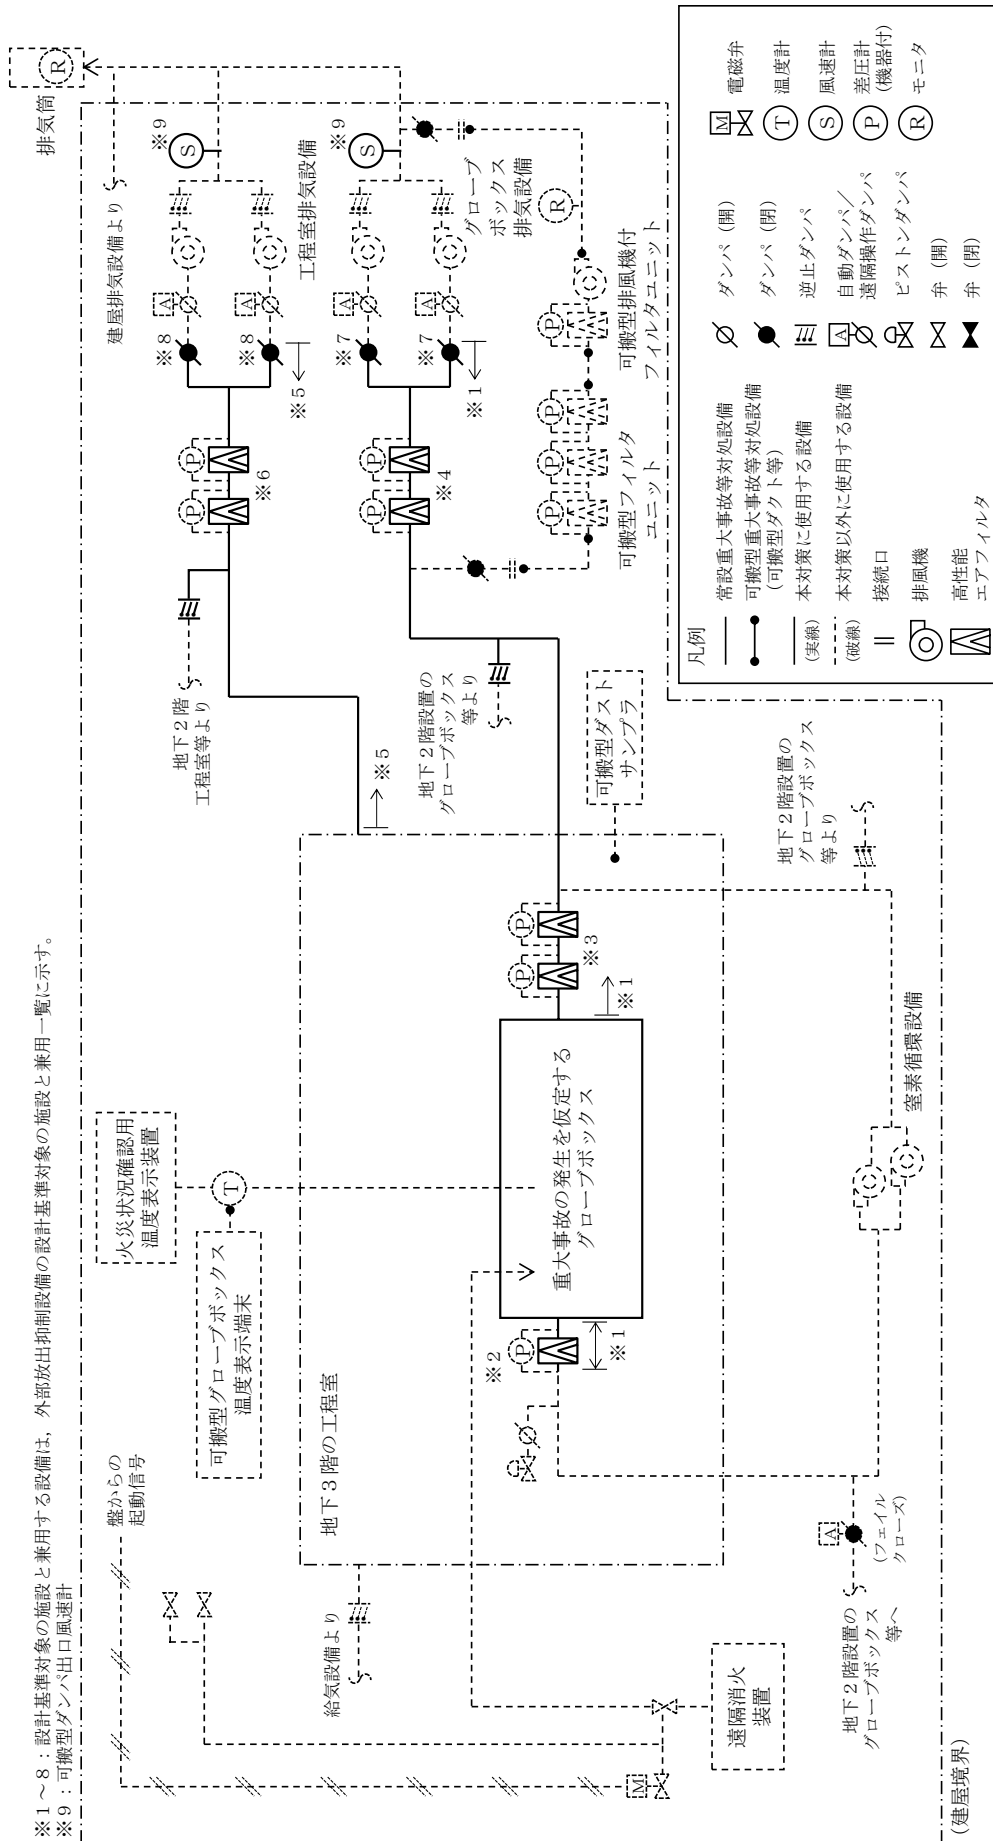 ※１～８：設計基準対象の施設と兼用する設備は，外部放出抑制設備の設計基準対象の施設と兼用一覧に示す。
※９：可搬型ダンパ出口風速計
盤からの
起動信号
火災状況確認用
温度表示装置
T
可搬型グローブボックス
温度表示端末
給気設備より
地下３階の工程室
※２
P
※１
重大事故の発生を仮定する
グローブボックス
※１
P
P
※３
遠隔消火
装置
M
地下２階設置の
グローブボックス
等へ
A
(フェイル
クローズ)
窒素循環設備
地下２階設置の
グローブボックス
等より
可搬型ダスト
サンプラ
※５
地下２階
工程室等より
地下２階設置の
グローブボックス
等より
P
P
※６
P
P
※４
※８
※８
※５
※７
※７
※１
A
A
A
A
工程室排気設備
グローブ
ボックス
排気設備
※９
S
※９
S
建屋排気設備より
排気筒
R
可搬型フィルタ
ユニット
P
P
P
可搬型排風機付
フィルタユニット
P
R
(建屋境界)
凡例
常設重大事故等対処設備
可搬型重大事故等対処設備
(可搬型ダクト等)
(実線)
本対策に使用する設備
(破線)
本対策以外に使用する設備
接続口
排風機
高性能
エアフィルタ
ダンパ（開）
ダンパ（閉）
逆止ダンパ
A
自動ダンパ／
遠隔操作ダンパ
ピストンダンパ
弁（開）
弁（閉）
M
電磁弁
T
温度計
S
風速計
P
差圧計
(機器付)
R
モニタ